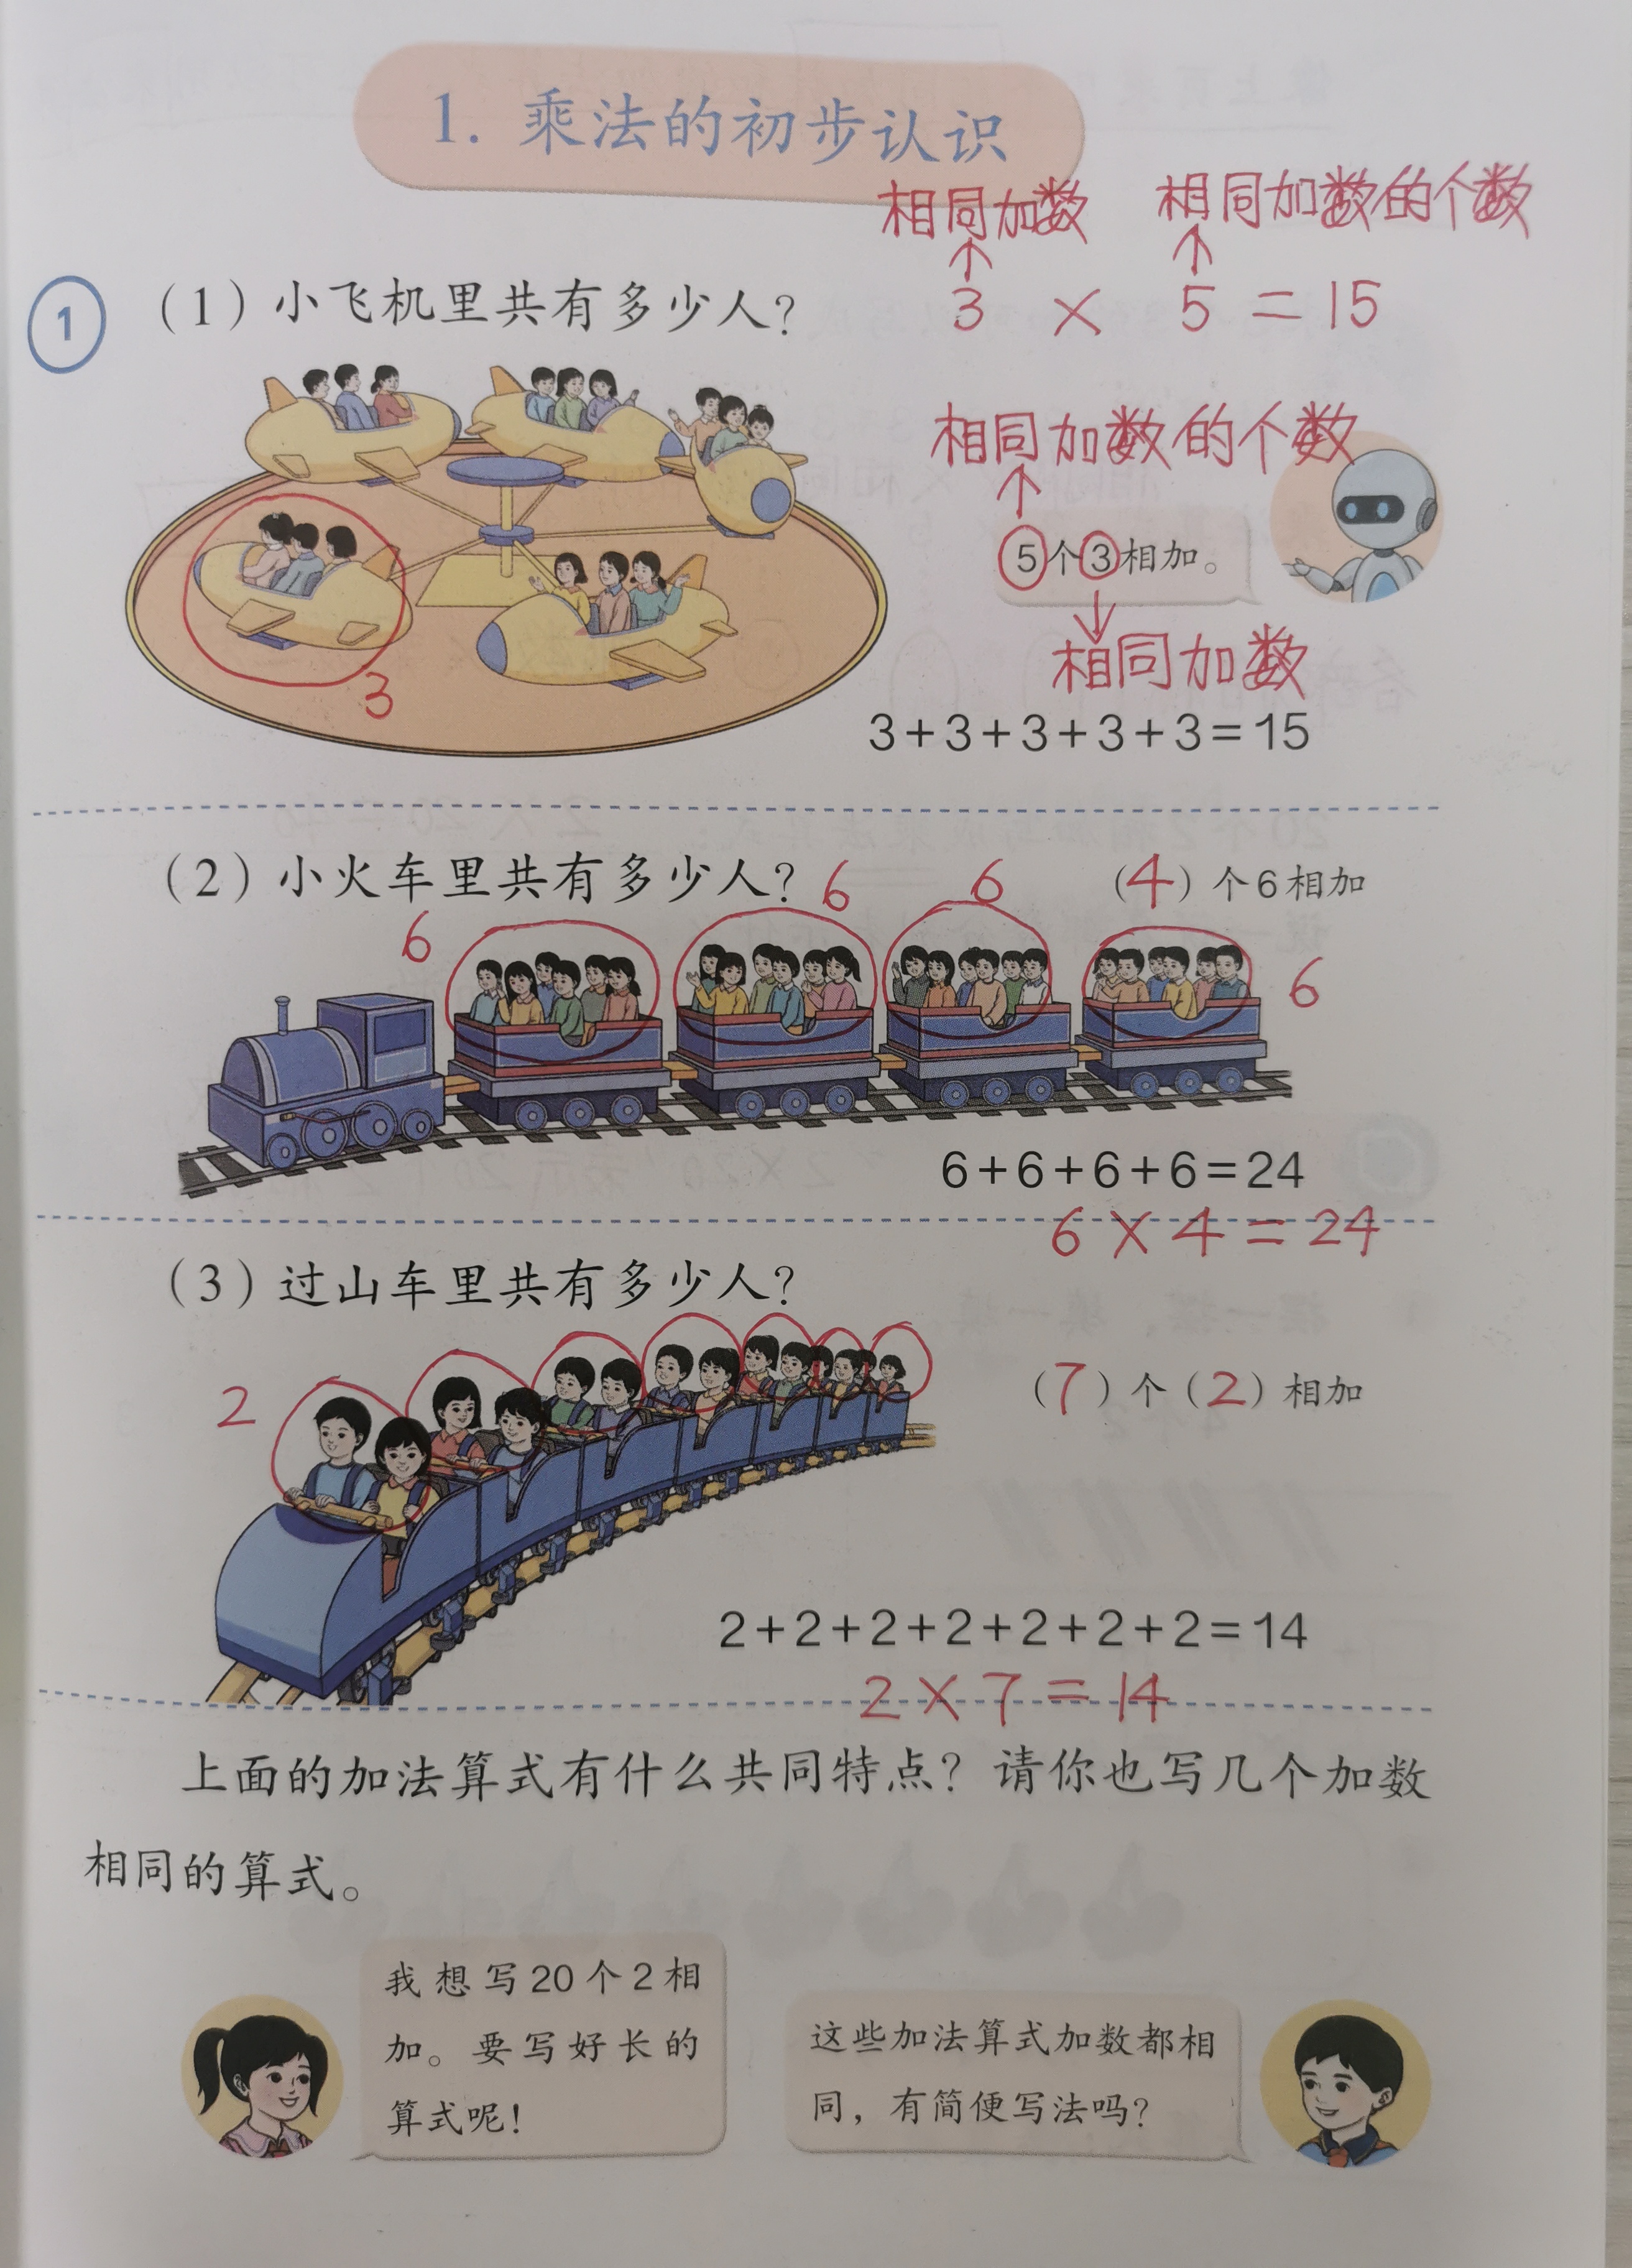 1. 乘法的初步认识
相同加数 相同加数的个数
↑ ↑
1 (1)小飞机里共有多少人? 3 × 5 = 15
相同加数的个数
↑
5个3相加。
↓
相同加数
3
3+3+3+3+3=15
(2)小火车里共有多少人? 6 6 (4)个6相加
6 6
6+6+6+6=24
6 × 4 = 24
(3)过山车里共有多少人?
2 (7)个(2)相加
2+2+2+2+2+2+2=14
2 × 7 = 14
上面的加法算式有什么共同特点?请你也写几个加数
相同的算式。
我想写20个2相
加。要写好长的
算式呢!
这些加法算式加数都相
同,有简便写法吗?